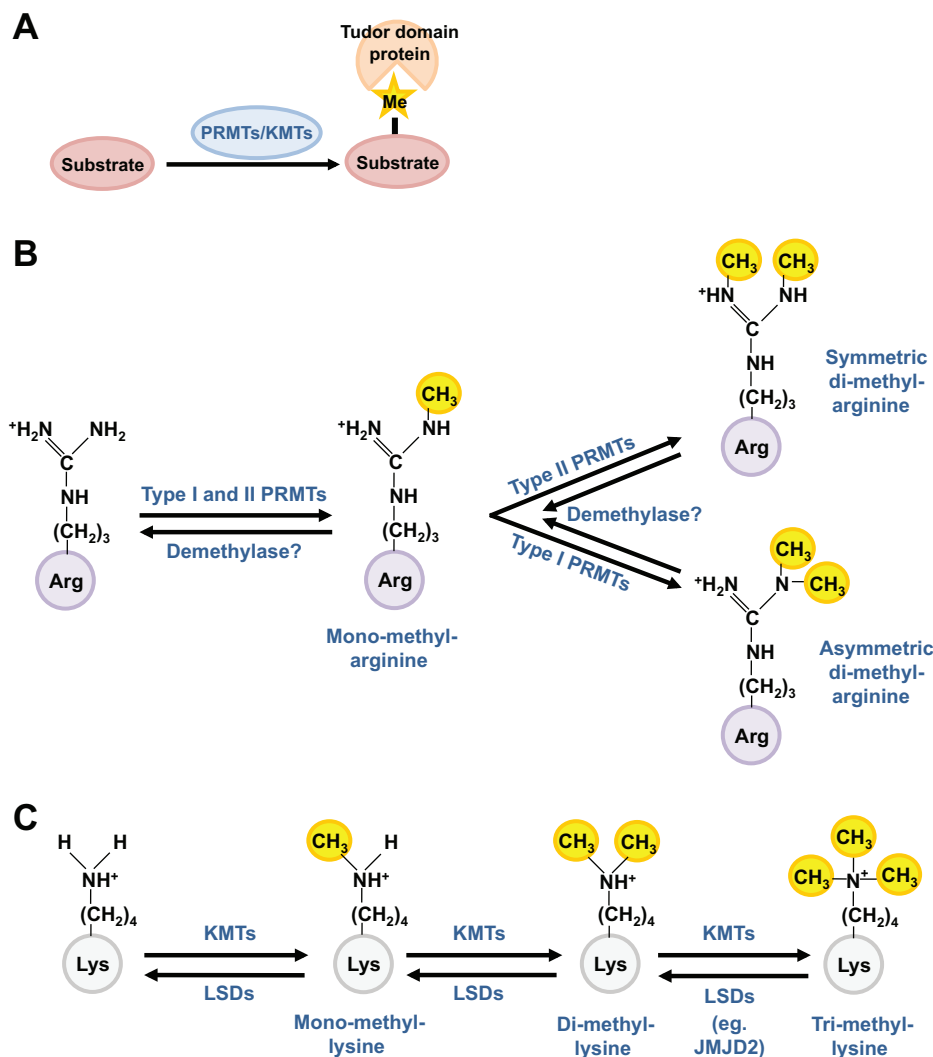 A
Tudor domain
protein
Me
PRMTs/KMTs
Substrate
Substrate
B
CH3
CH3
+HN
NH
C
NH
(CH2)3
Arg
Symmetric
di-methyl-
arginine
CH3
+H2N
NH2
C
NH
(CH2)3
Arg
Type I and II PRMTs
Demethylase?
+H2N
NH
C
NH
(CH2)3
Arg
Mono-methyl-
arginine
Type II PRMTs
Demethylase?
Type I PRMTs
CH3
+H2N
N
CH3
C
NH
(CH2)3
Arg
Asymmetric
di-methyl-
arginine
C
H
H
NH+
(CH2)4
Lys
KMTs
LSDs
CH3
H
NH+
(CH2)4
Lys
Mono-methyl-
lysine
KMTs
LSDs
CH3
CH3
NH+
(CH2)4
Lys
Di-methyl-
lysine
KMTs
LSDs
(eg.
JMJD2)
CH3
CH3
N+
CH3
(CH2)4
Lys
Tri-methyl-
lysine